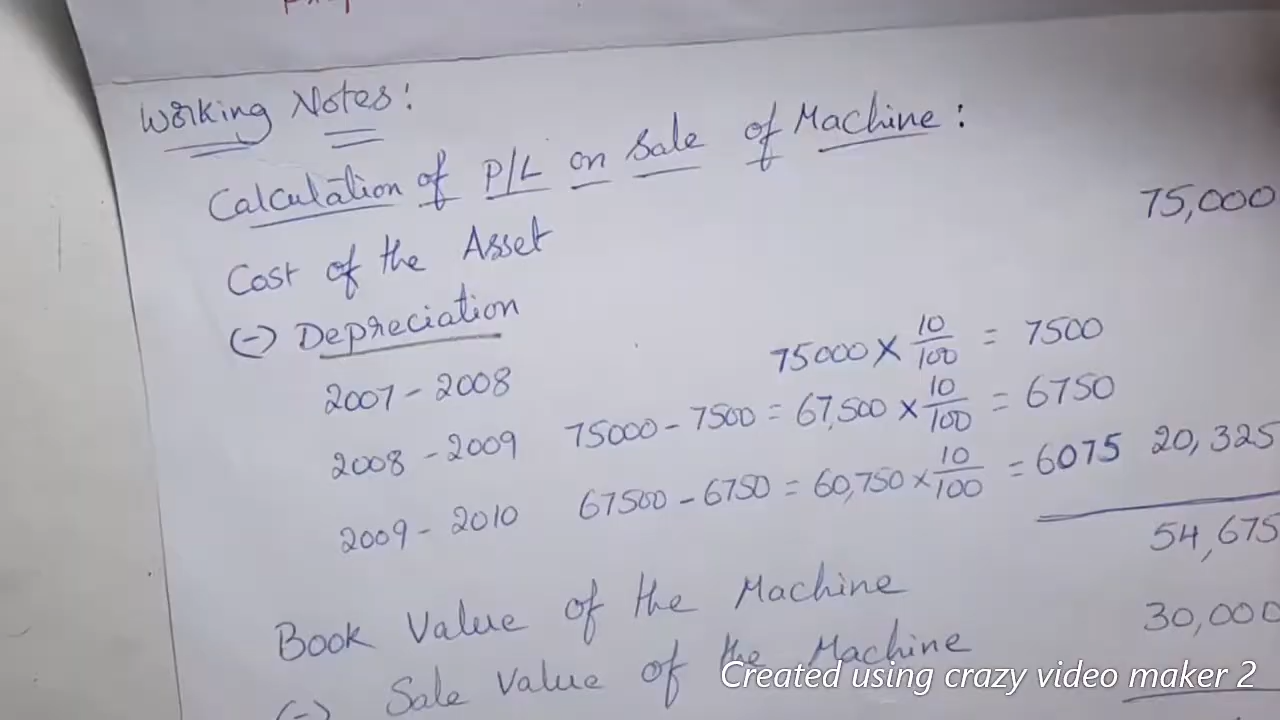 Working Notes:
Calculation of P/L on Sale of Machine:
Cost of the Asset 75,000
(-) Depreciation
2007 - 2008 75000 × 10/100 = 7500
2008 - 2009 75000 - 7500 = 67,500 × 10/100 = 6750
2009 - 2010 67500 - 6750 = 60,750 × 10/100 = 6075 20,325
Book Value of the Machine 54,675
(-) Sale Value of the Machine 30,000
Created using crazy video maker 2